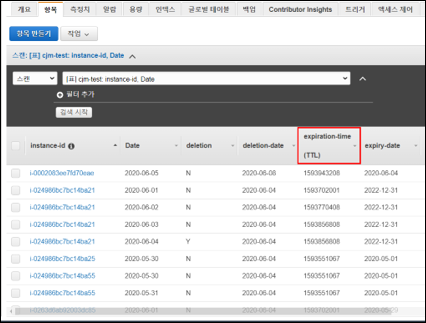 개요 항목 측정치 알람 용량 인덱스 글로벌 테이블 백업 Contributor Insights 트리거 액세스 제어
항목 만들기 작업
스캔: [표] cjm-test: instance-id, Date
스캔 [표] cjm-test: instance-id, Date
필터 추가
검색 시작
instance-id Date deletion deletion-date expiration-time (TTL) expiry-date
i-0002083ee7fd70eae 2020-06-05 N 2020-06-08 1593943208 2020-06-04
i-024986bc7bc14ba21 2020-06-01 N 2020-06-04 1593702001 2022-12-31
i-024986bc7bc14ba21 2020-06-02 N 2020-06-04 1593770408 2022-12-31
i-024986bc7bc14ba21 2020-06-03 N 2020-06-04 1593856808 2022-12-31
i-024986bc7bc14ba21 2020-06-04 Y 2020-06-04 1593856808 2022-12-31
i-024986bc7bc14ba25 2020-05-30 N 2020-06-04 1593551067 2020-05-01
i-024986bc7bc14ba55 2020-05-30 N 2020-06-04 1593551067 2020-05-01
i-024986bc7bc14ba55 2020-05-31 N 2020-06-04 1593551067 2020-05-01
2020-06-01 N 2020-06-04 1593702001